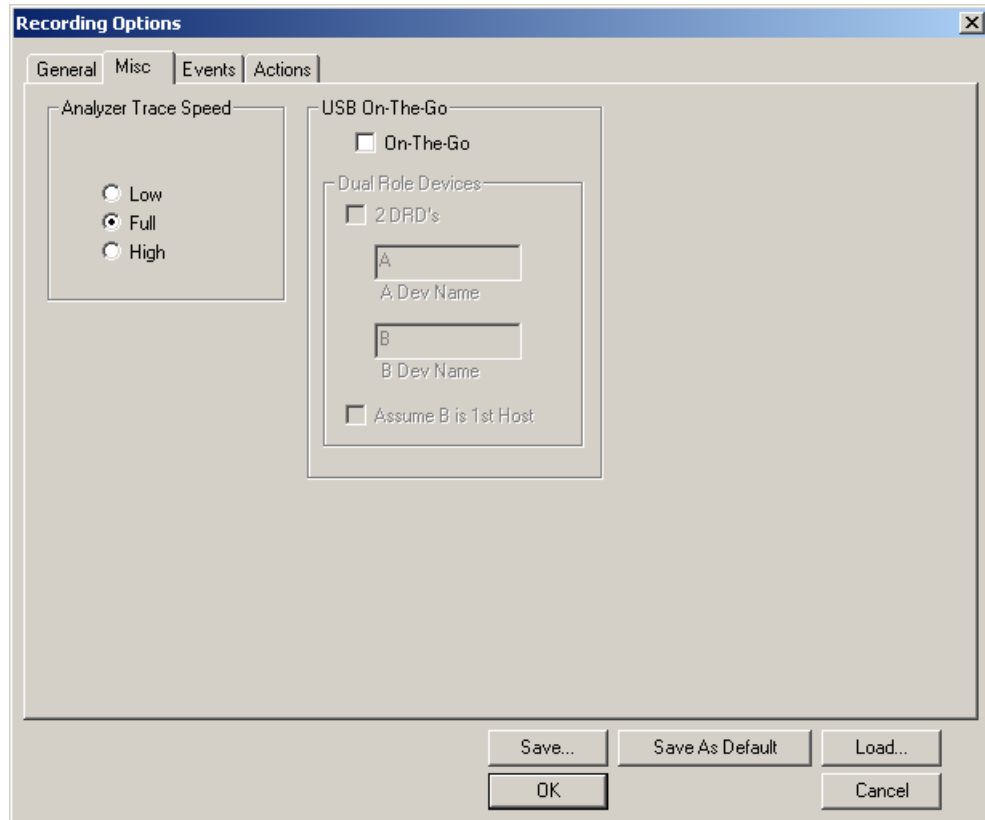 Recording Options
General Misc Events Actions
Analyzer Trace Speed
Low
Full
High
USB On-The-Go
On-The-Go
Dual Role Devices
2 DRD's
A
A Dev Name
B
B Dev Name
Assume B is 1st Host
Save... Save As Default Load...
OK Cancel